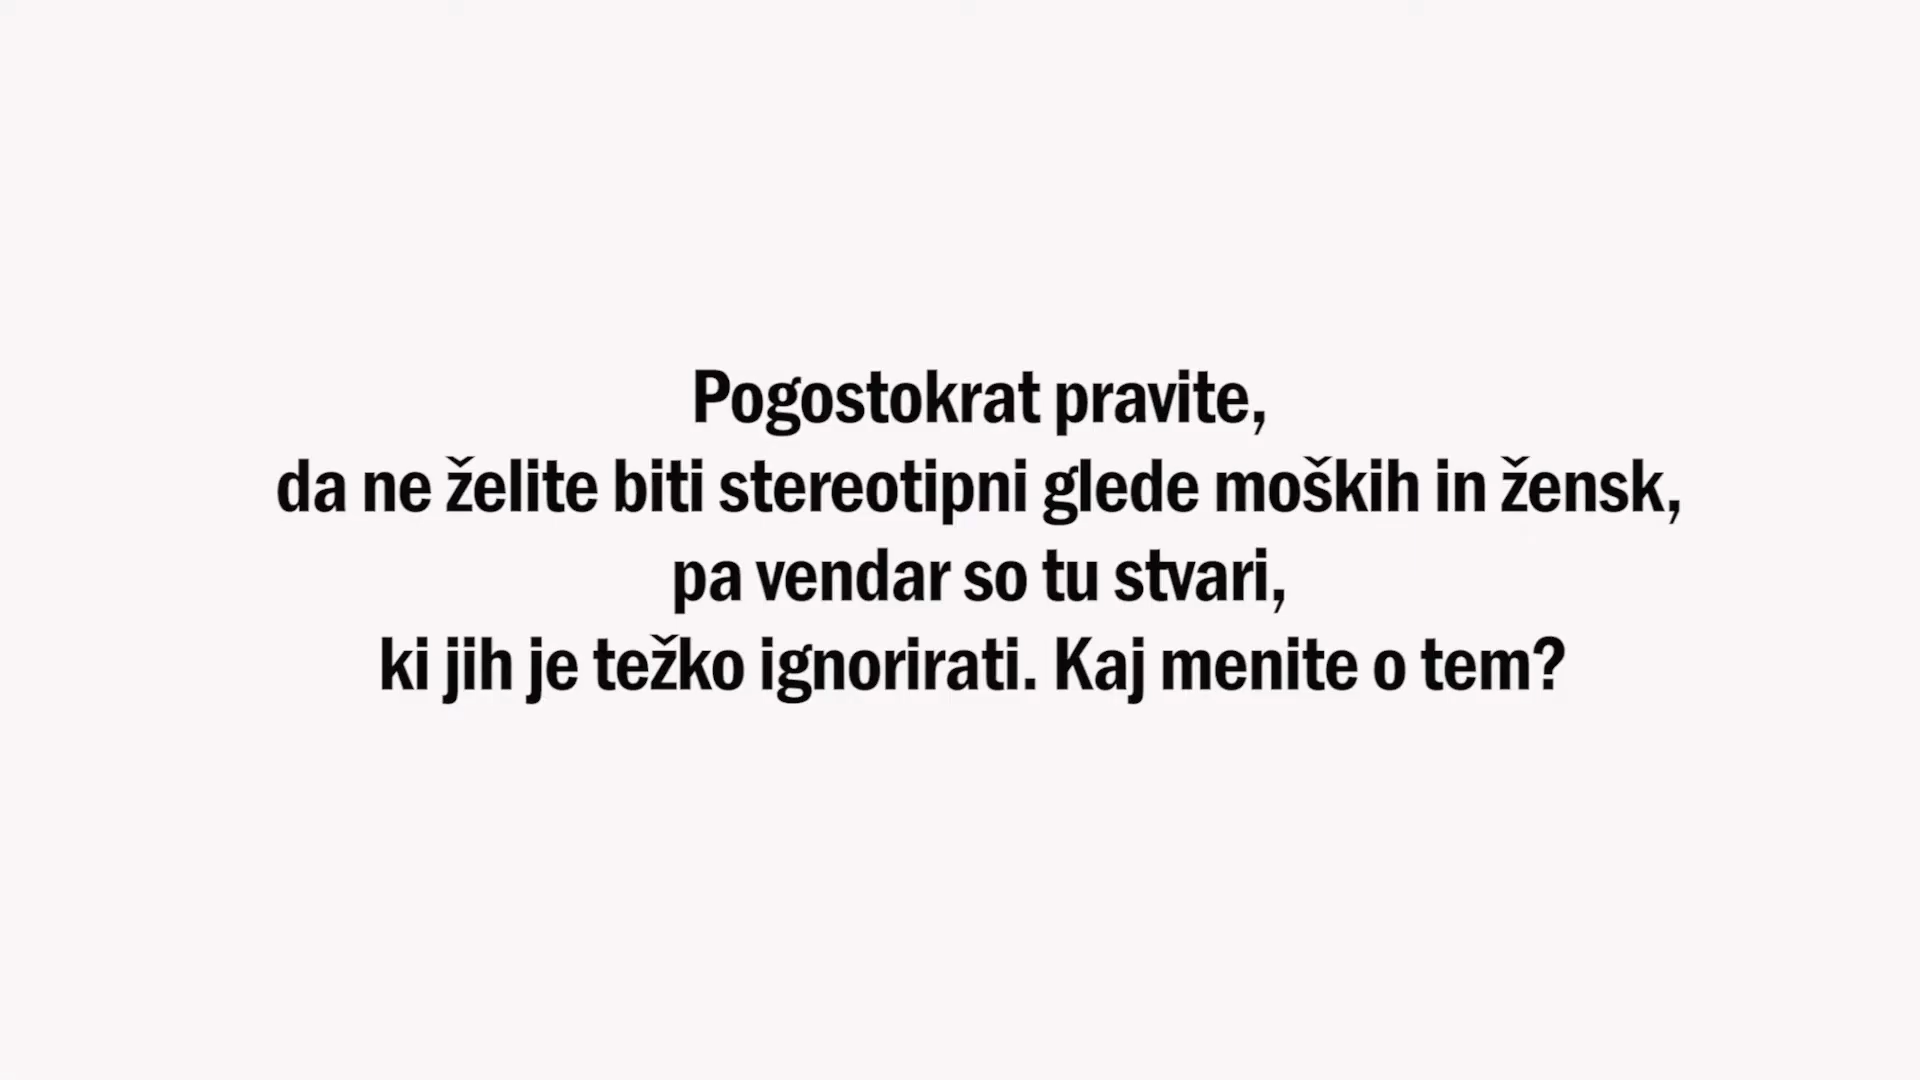 Pogostokrat pravite,
da ne želite biti stereotipni glede moških in žensk,
pa vendar so tu stvari,
ki jih je težko ignorirati. Kaj menite o tem?